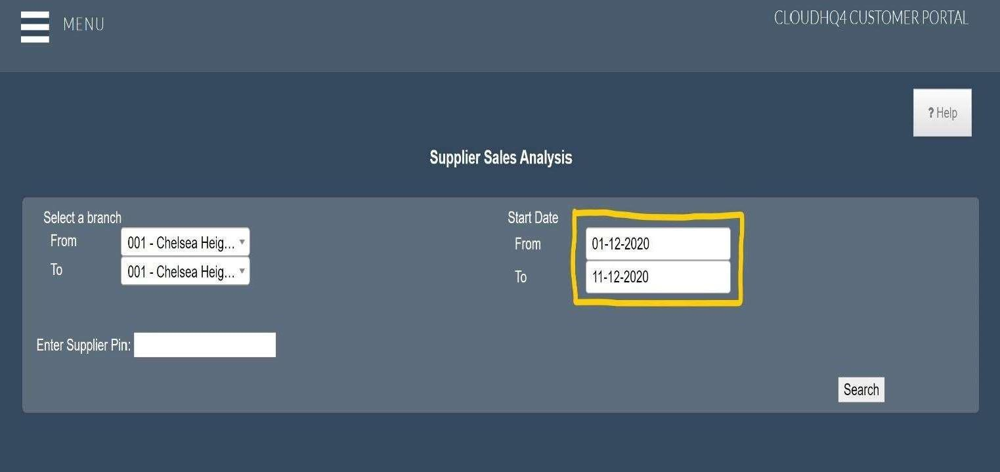 MENU
CLOUDHQ4 CUSTOMER PORTAL
? Help
Supplier Sales Analysis
Select a branch
From
001 - Chelsea Heig...
To
001 - Chelsea Heig...
Start Date
From
01-12-2020
To
11-12-2020
Enter Supplier Pin:
Search